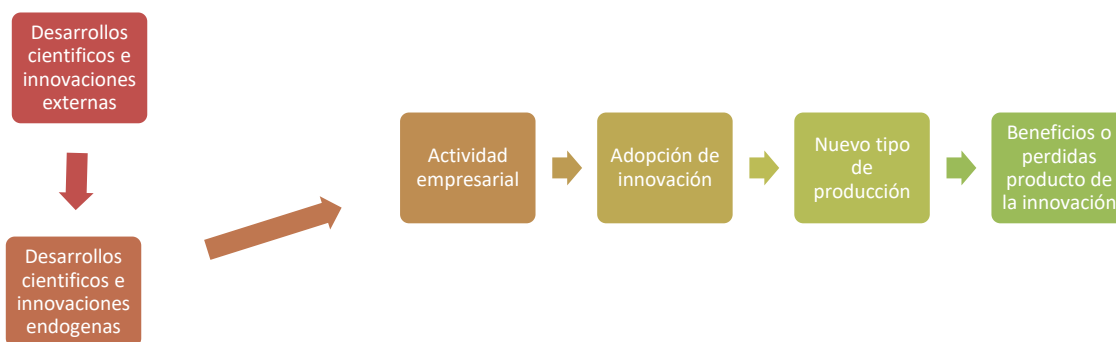 Desarrollos
cientificos e
innovaciones
externas
Desarrollos
cientificos e
innovaciones
endogenas
Actividad
empresarial
Adopción de
innovación
Nuevo tipo
de
producción
Beneficios o
perdidas
producto de
la innovación